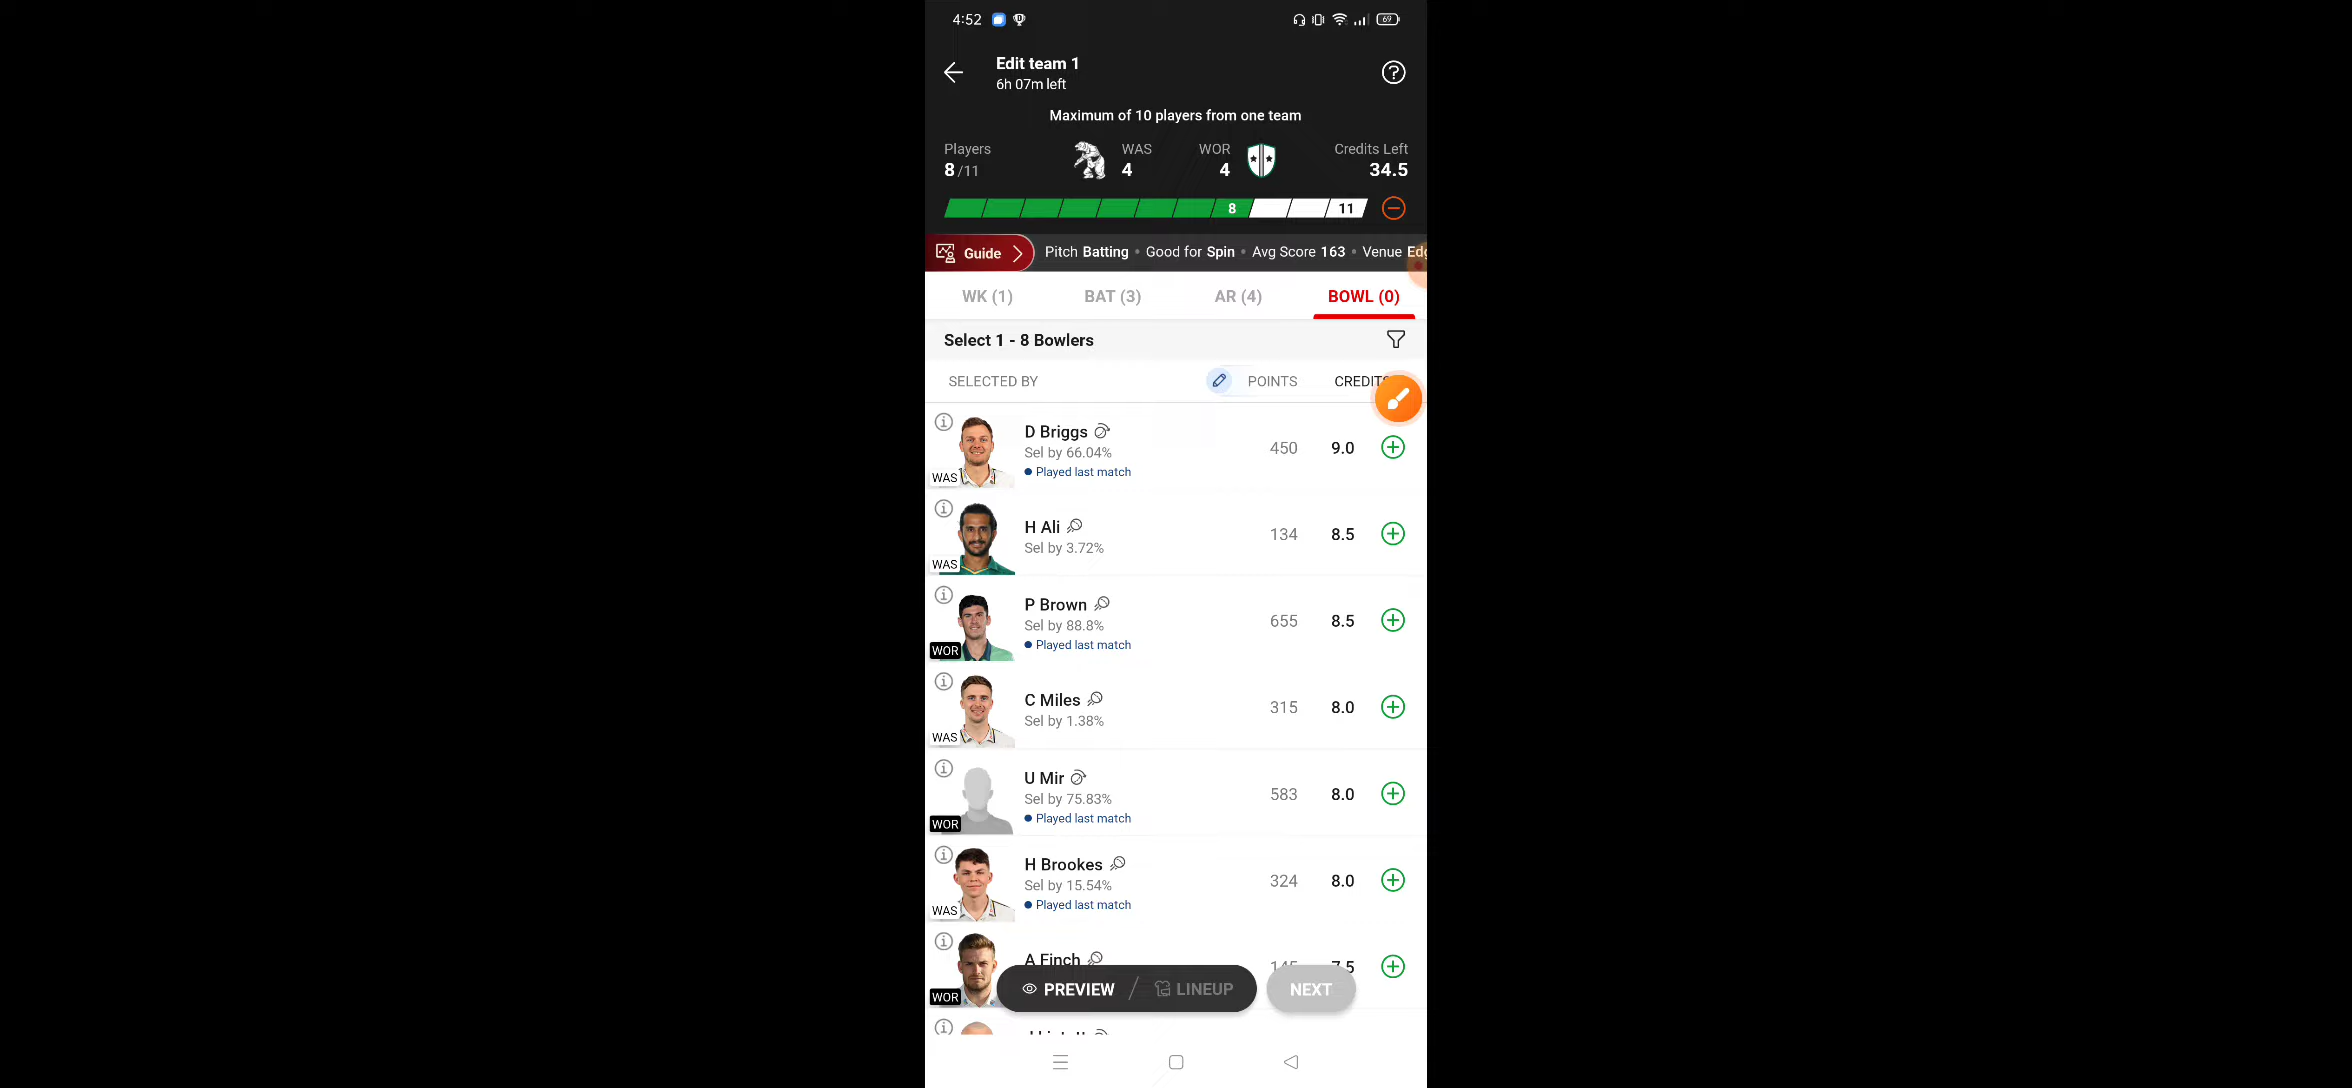 4:52
69
Edit team 1
6h 07m left
Maximum of 10 players from one team
Players WAS WOR Credits Left
8/11 4 4 34.5
8 11
Guide Pitch Batting • Good for Spin • Avg Score 163 • Venue Edg
WK (1) BAT (3) AR (4) BOWL (0)
Select 1 - 8 Bowlers
SELECTED BY POINTS CREDITS
D Briggs
Sel by 66.04%
Played last match
WAS
450 9.0
H Ali
Sel by 3.72%
WAS
134 8.5
P Brown
Sel by 88.8%
Played last match
WOR
655 8.5
C Miles
Sel by 1.38%
WAS
315 8.0
U Mir
Sel by 75.83%
Played last match
WOR
583 8.0
H Brookes
Sel by 15.54%
Played last match
WAS
324 8.0
A Finch
WOR
145 7.5
PREVIEW / LINEUP NEXT